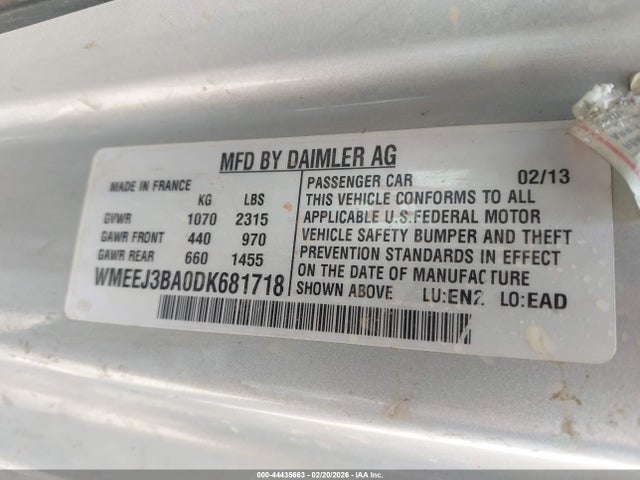 MFD BY DAIMLER AG
MADE IN FRANCE
KG LBS
GVWR 1070 2315
GAWR FRONT 440 970
GAWR REAR 660 1455
WMEEJ3BA0DK681718
PASSENGER CAR 02/13
THIS VEHICLE CONFORMS TO ALL
APPLICABLE U.S.FEDERAL MOTOR
VEHICLE SAFETY BUMPER AND THEFT
PREVENTION STANDARDS IN EFFECT
ON THE DATE OF MANUFACTURE
SHOWN ABOVE LU:EN2 LO:EAD
000-44435663 - 02/20/2026 - IAA Inc.